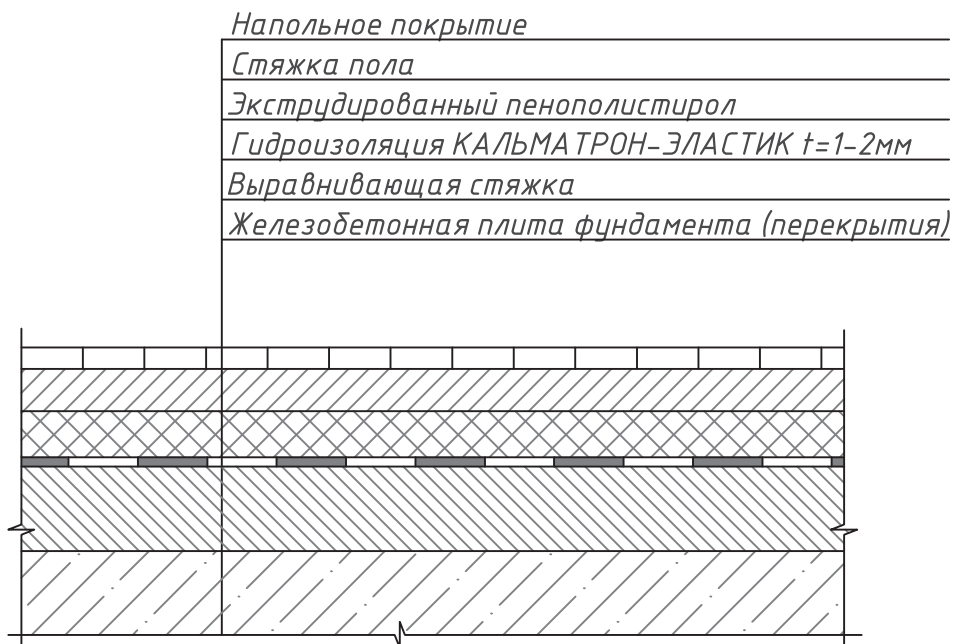 Напольное покрытие
Стяжка пола
Экструдированный пенополистирол
Гидроизоляция КАЛЬМАТРОН-ЭЛАСТИК t=1-2мм
Выравнивающая стяжка
Железобетонная плита фундамента (перекрытия)